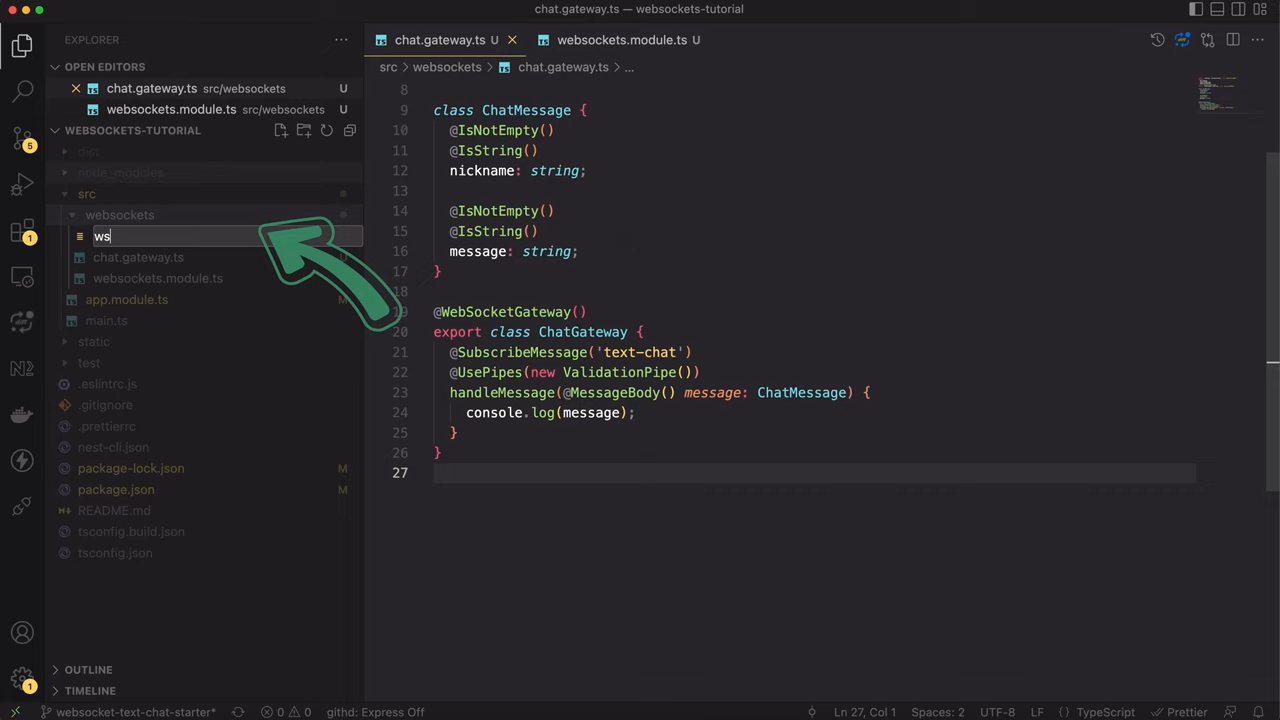 chat.gateway.ts — websockets-tutorial
EXPLORER
OPEN EDITORS
chat.gateway.ts src/websockets U
websockets.module.ts src/websockets U
WEBSOCKETS-TUTORIAL
dist
node_modules
src
websockets
ws
chat.gateway.ts U
websockets.module.ts
app.module.ts M
main.ts
static
test
.eslintrc.js
.gitignore
.prettierrc
nest-cli.json
package-lock.json M
package.json M
README.md
tsconfig.build.json
tsconfig.json
OUTLINE
TIMELINE
5
1
1
chat.gateway.ts U
websockets.module.ts U
src > websockets > chat.gateway.ts > ...
8
9 class ChatMessage {
10 @IsNotEmpty()
11 @IsString()
12 nickname: string;
13
14 @IsNotEmpty()
15 @IsString()
16 message: string;
17 }
18
19 @WebSocketGateway()
20 export class ChatGateway {
21 @SubscribeMessage('text-chat')
22 @UsePipes(new ValidationPipe())
23 handleMessage(@MessageBody() message: ChatMessage) {
24 console.log(message);
25 }
26 }
27
websocket-text-chat-starter* 0 0 githd: Express Off Ln 27, Col 1 Spaces: 2 UTF-8 LF { } TypeScript Prettier